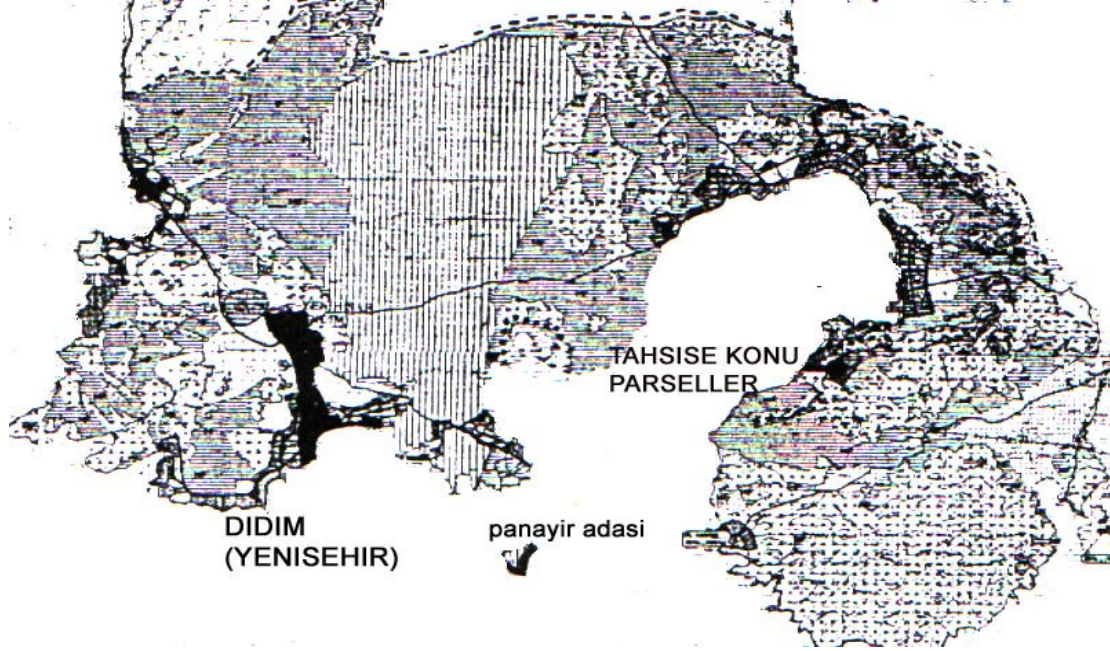 TAHSISE KONU
PARSELLER
DIDIM
(YENISEHIR)
panayir adasi